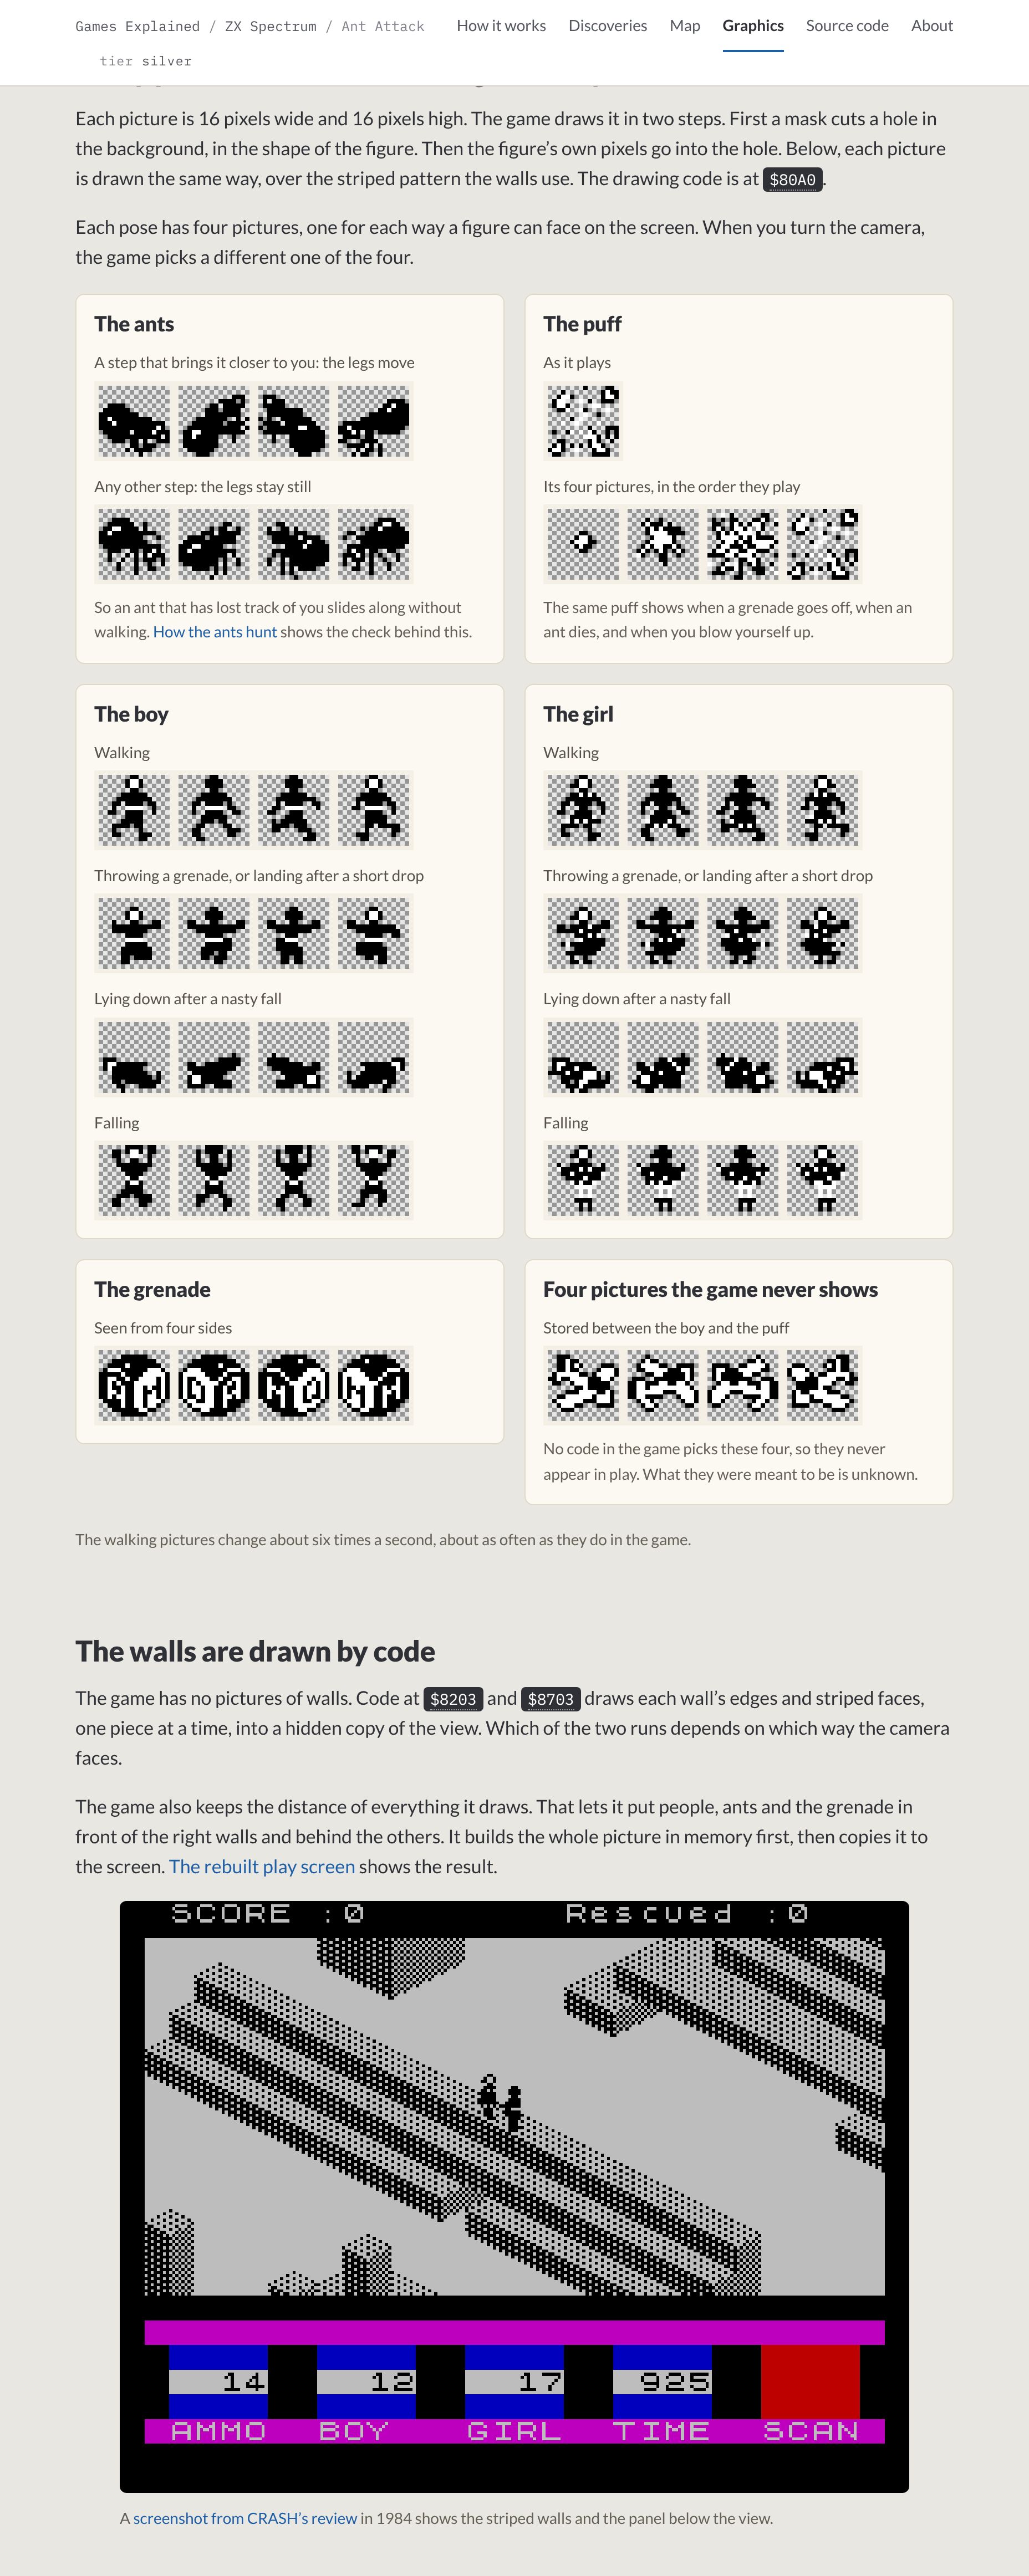 Games Explained / ZX Spectrum / Ant Attack
How it works Discoveries Map Graphics Source code About
tier silver
Each picture is 16 pixels wide and 16 pixels high. The game draws it in two steps. First a mask cuts a hole in
the background, in the shape of the figure. Then the figure’s own pixels go into the hole. Below, each picture
is drawn the same way, over the striped pattern the walls use. The drawing code is at $80A0.
Each pose has four pictures, one for each way a figure can face on the screen. When you turn the camera,
the game picks a different one of the four.
The ants
A step that brings it closer to you: the legs move
Any other step: the legs stay still
So an ant that has lost track of you slides along without
walking. How the ants hunt shows the check behind this.
The puff
As it plays
Its four pictures, in the order they play
The same puff shows when a grenade goes off, when an
ant dies, and when you blow yourself up.
The boy
Walking
Throwing a grenade, or landing after a short drop
Lying down after a nasty fall
Falling
The girl
Walking
Throwing a grenade, or landing after a short drop
Lying down after a nasty fall
Falling
The grenade
Seen from four sides
Four pictures the game never shows
Stored between the boy and the puff
No code in the game picks these four, so they never
appear in play. What they were meant to be is unknown.
The walking pictures change about six times a second, about as often as they do in the game.
The walls are drawn by code
The game has no pictures of walls. Code at $8203 and $8703 draws each wall’s edges and striped faces,
one piece at a time, into a hidden copy of the view. Which of the two runs depends on which way the camera
faces.
The game also keeps the distance of everything it draws. That lets it put people, ants and the grenade in
front of the right walls and behind the others. It builds the whole picture in memory first, then copies it to
the screen. The rebuilt play screen shows the result.
SCORE :0 Rescued :0
14 12 17 925
AMMO BOY GIRL TIME SCAN
A screenshot from CRASH’s review in 1984 shows the striped walls and the panel below the view.